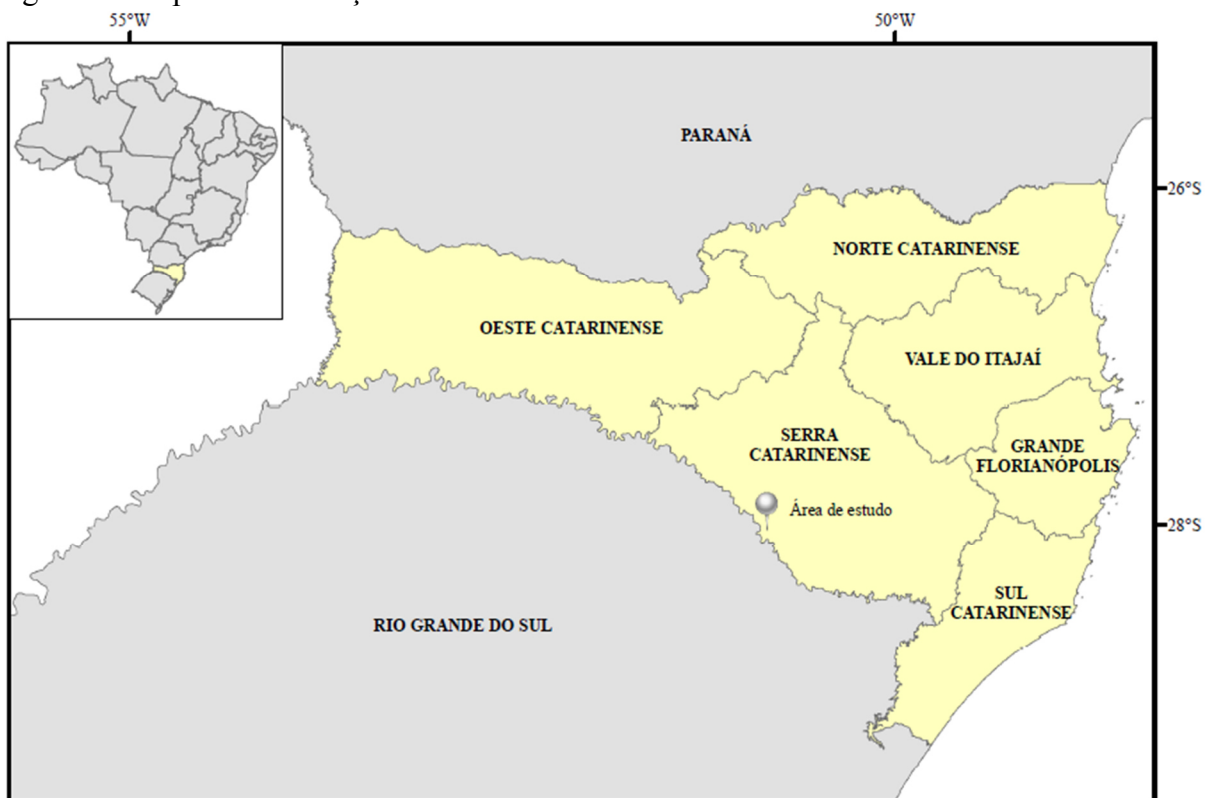 55°W
50°W
PARANÁ
26°S
NORTE CATARINENSE
OESTE CATARINENSE
VALE DO ITAJAÍ
SERRA
CATARINENSE
GRANDE
FLORIANÓPOLIS
Área de estudo
28°S
SUL
CATARINENSE
RIO GRANDE DO SUL